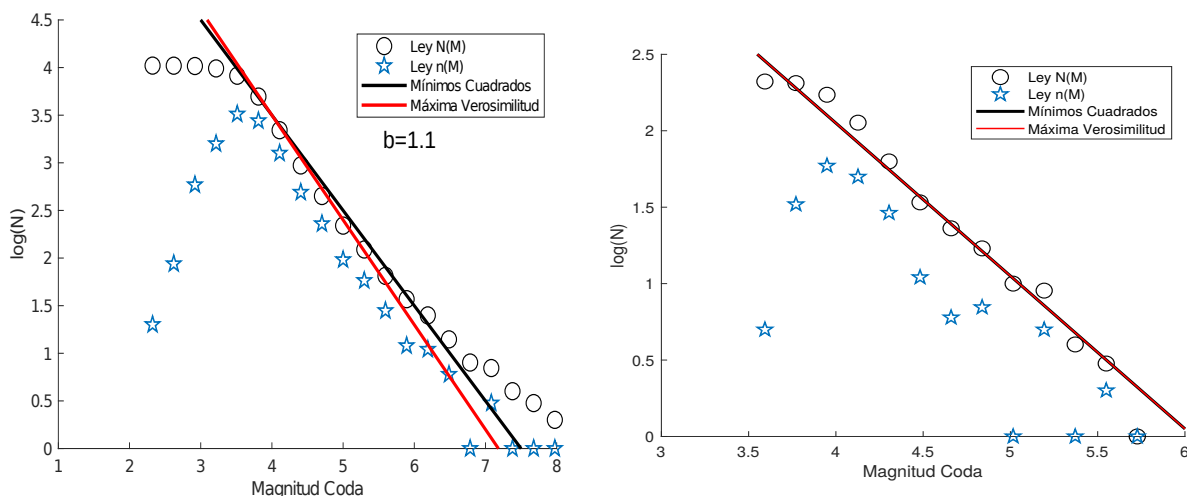 4.5
4
3.5
3
2.5
2
1.5
1
0.5
0
log(N)
1 2 3 4 5 6 7 8
Magnitud Coda
Ley N(M)
Ley n(M)
Mínimos Cuadrados
Máxima Verosimilitud
b=1.1
2.5
2
1.5
1
0.5
0
log(N)
3 3.5 4 4.5 5 5.5 6
Magnitud Coda
Ley N(M)
Ley n(M)
Mínimos Cuadrados
Máxima Verosimilitud